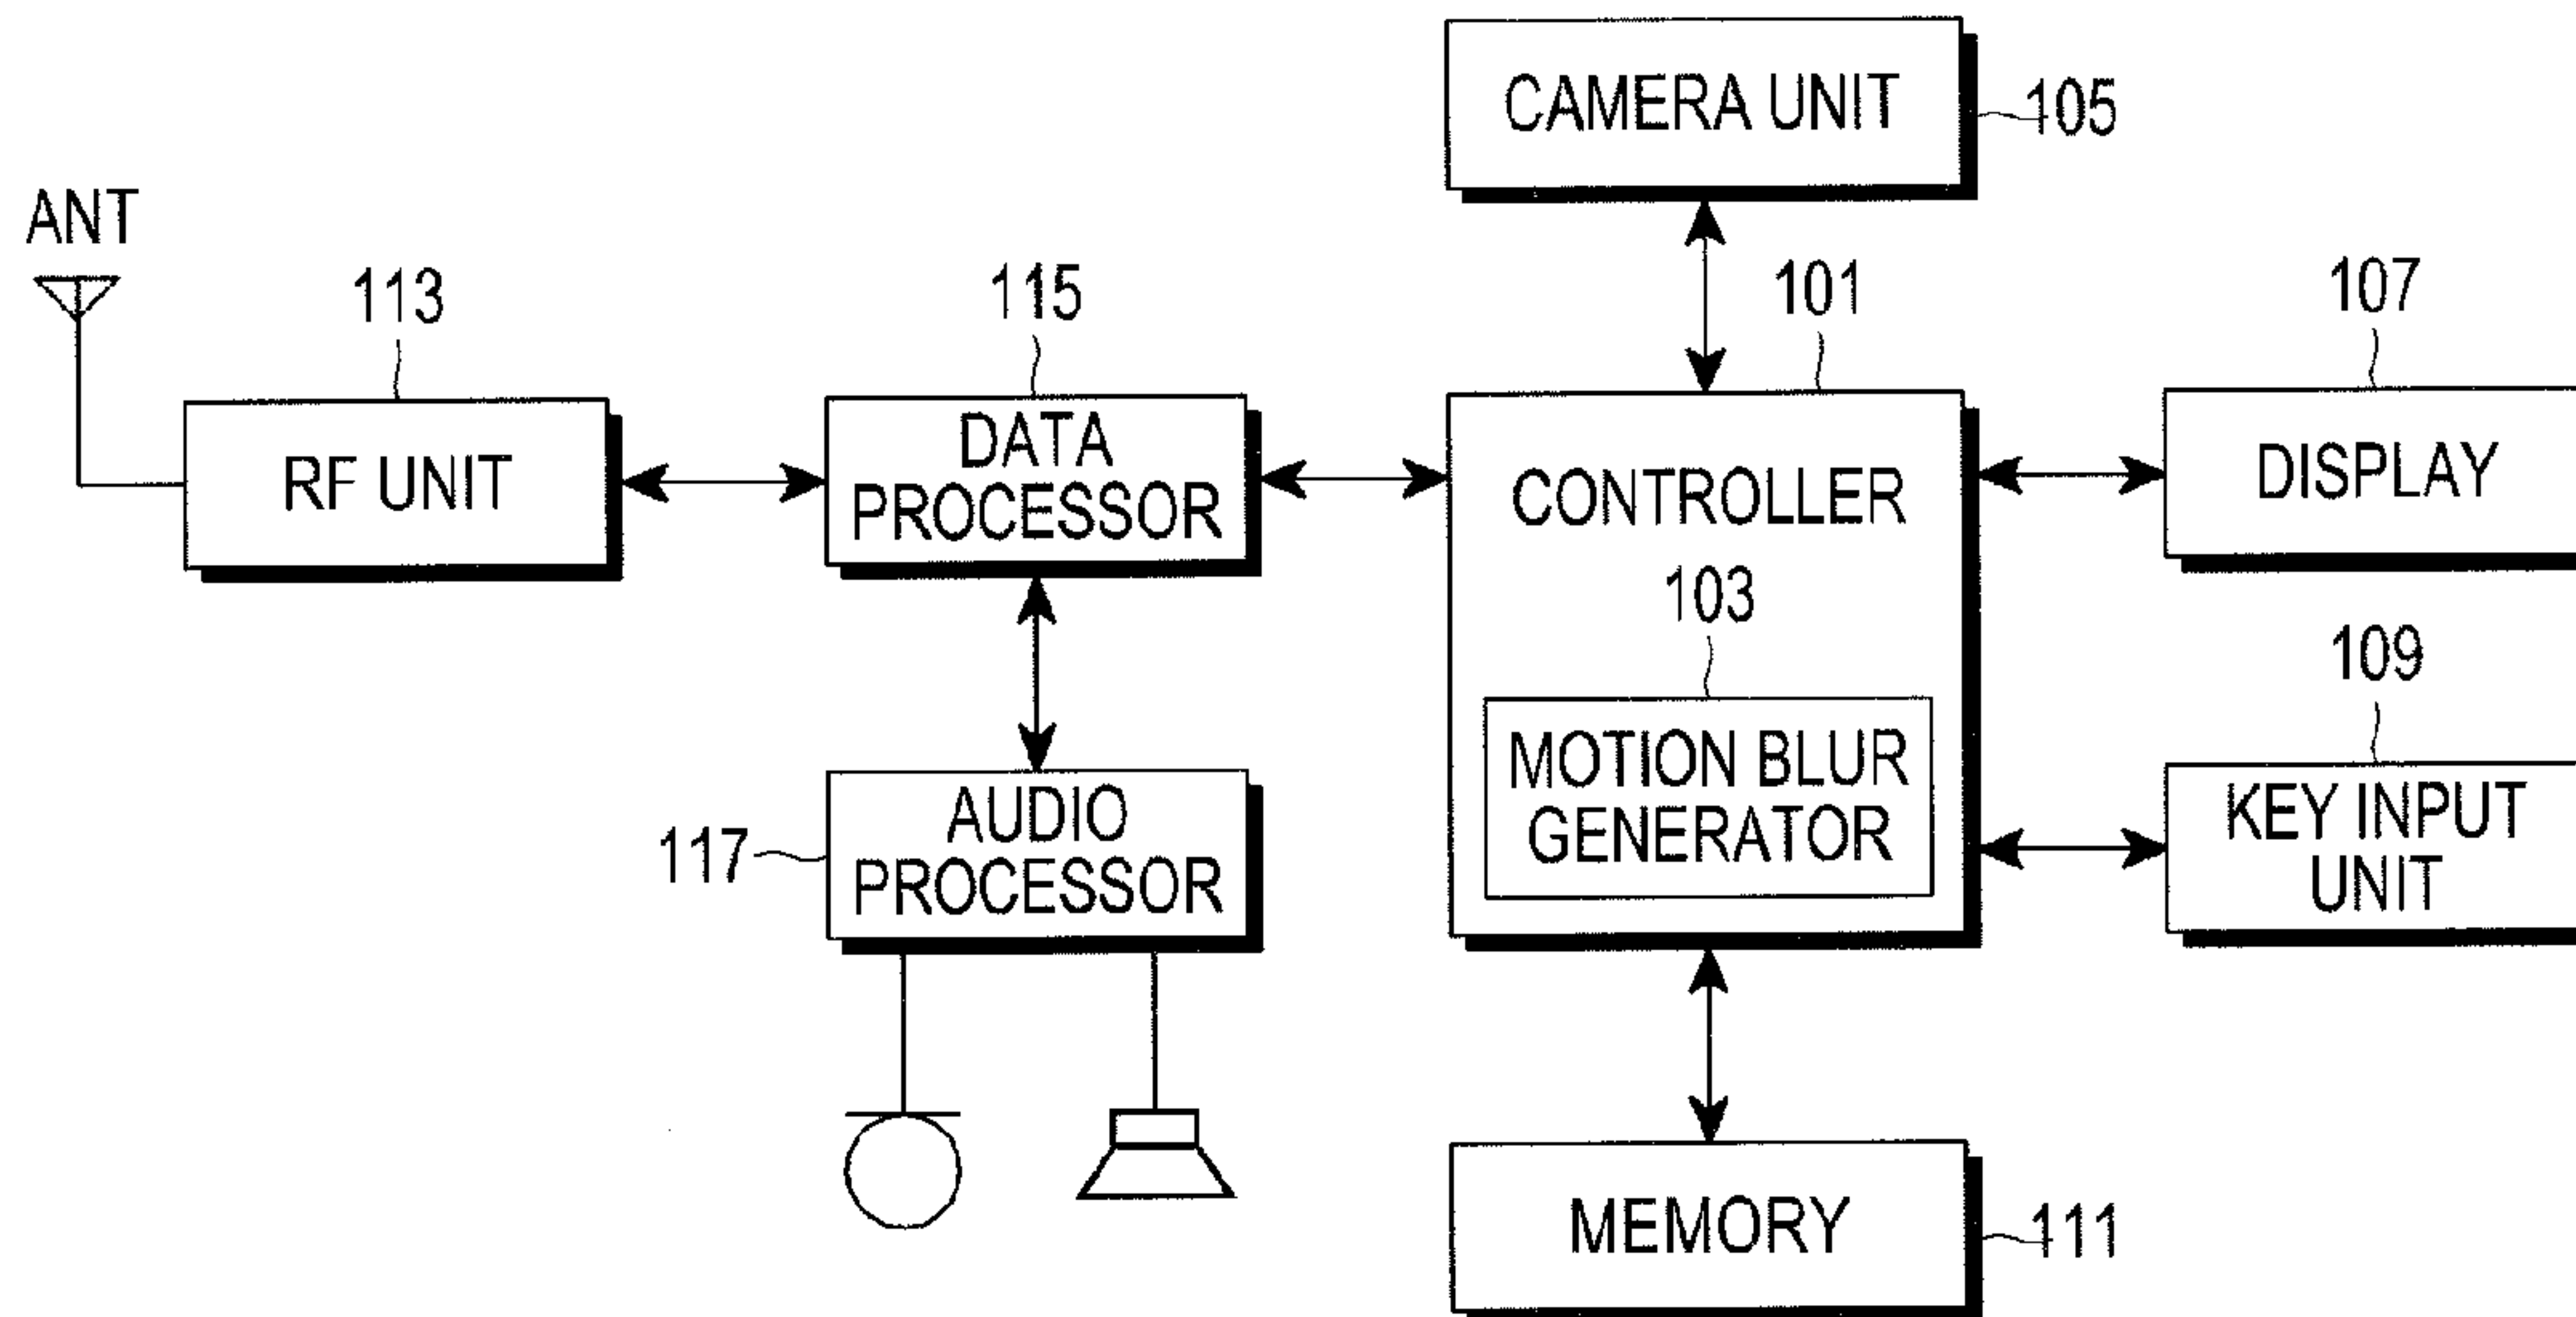 CAMERA UNIT
105
ANT
113
115
101
107
RF UNIT
DATA
PROCESSOR
CONTROLLER
DISPLAY
103
109
MOTION BLUR
GENERATOR
KEY INPUT
UNIT
117
AUDIO
PROCESSOR
MEMORY
111